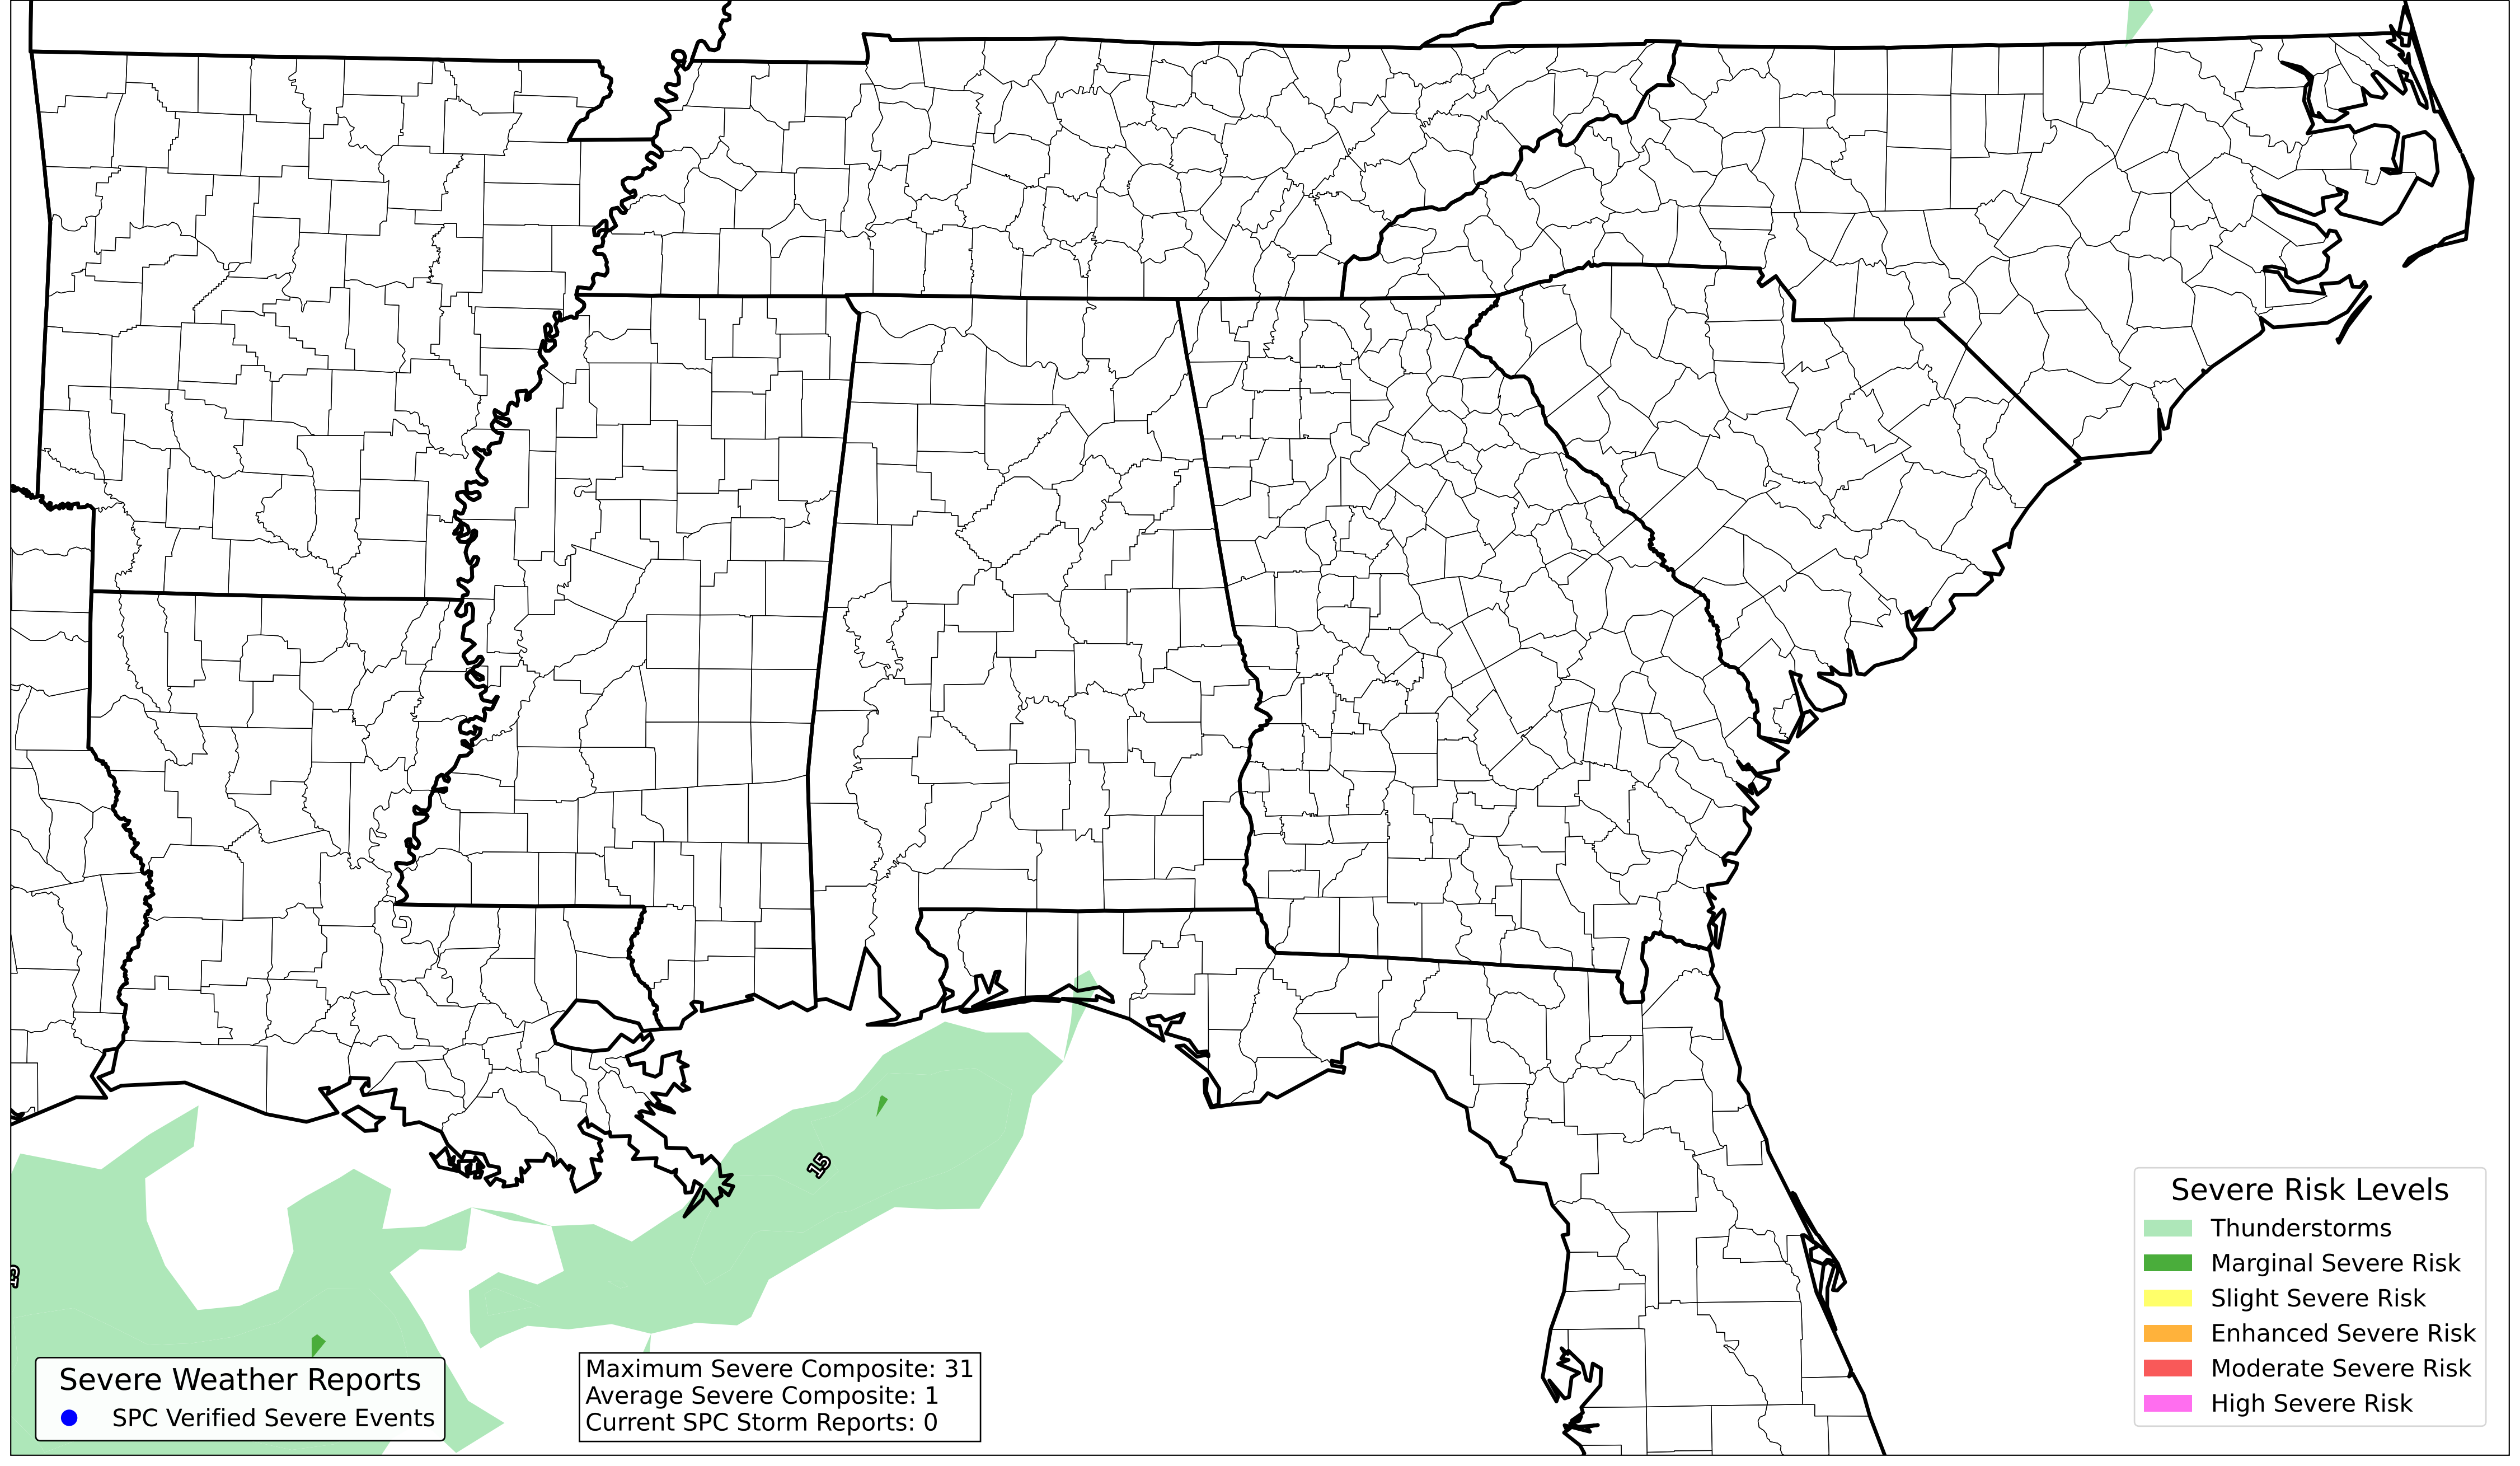 15
Severe Risk Levels
Thunderstorms
Marginal Severe Risk
Slight Severe Risk
Enhanced Severe Risk
Moderate Severe Risk
High Severe Risk
Severe Weather Reports
SPC Verified Severe Events
Maximum Severe Composite: 31
Average Severe Composite: 1
Current SPC Storm Reports: 0